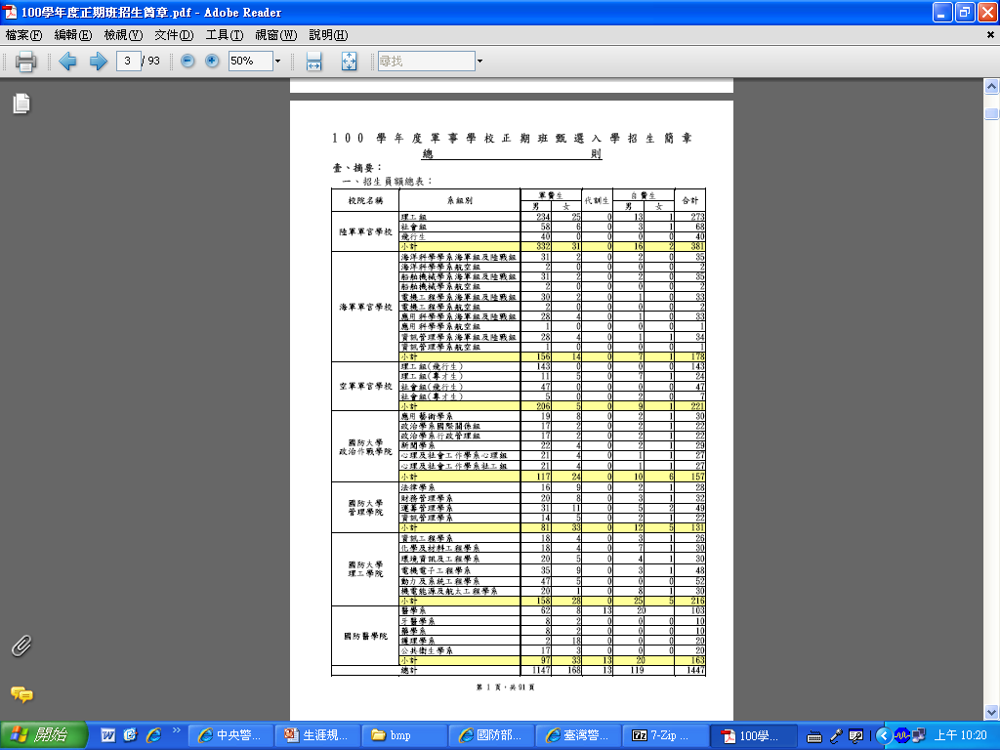 100學年度正期班招生簡章.pdf - Adobe Reader
檔案(F) 編輯(E) 檢視(V) 文件(D) 工具(T) 視窗(W) 說明(H)
3 / 93 50% 尋找
100 學年度軍事學校正期班甄選入學招生簡章
總 則
壹、摘要：
一、招生員額總表：
校院名稱 系組別 軍費生 代訓生 自費生 合計
男 女 男 女
陸軍軍官學校
理工組 234 25 0 13 1 273
社會組 58 6 0 3 1 68
飛行生 40 0 0 0 0 40
小計 332 31 0 16 2 381
海軍軍官學校
海洋科學學系海軍組及陸戰組 31 2 0 2 0 35
海洋科學學系航空組 2 0 0 0 0 2
船舶機械學系海軍組及陸戰組 31 2 0 2 0 35
船舶機械學系航空組 2 0 0 0 0 2
電機工程學系海軍組及陸戰組 30 2 0 1 0 33
電機工程學系航空組 2 0 0 0 0 2
應用科學學系海軍組及陸戰組 28 4 0 1 0 33
應用科學學系航空組 1 0 0 0 0 1
資訊管理學系海軍組及陸戰組 28 4 0 1 1 34
資訊管理學系航空組 1 0 0 0 0 1
小計 156 14 0 7 1 178
空軍軍官學校
理工組(飛行生) 143 0 0 0 0 143
理工組(專才生) 11 5 0 7 1 24
社會組(飛行生) 47 0 0 0 0 47
社會組(專才生) 5 0 0 2 0 7
小計 206 5 0 9 1 221
國防大學
政治作戰學院
應用藝術學系 19 8 0 2 1 30
政治學系國際關係組 17 2 0 2 1 22
政治學系行政管理組 17 2 0 2 1 22
新聞學系 22 4 0 2 1 29
心理及社會工作學系心理組 21 4 0 1 1 27
心理及社會工作學系社工組 21 4 0 1 1 27
小計 117 24 0 10 6 157
國防大學
管理學院
法律學系 16 9 0 2 1 28
財務管理學系 20 8 0 3 1 32
運籌管理學系 31 11 0 5 2 49
資訊管理學系 14 5 0 2 1 22
小計 81 33 0 12 5 131
國防大學
理工學院
資訊工程學系 18 4 0 3 1 26
化學及材料工程學系 18 4 0 7 1 30
環境資訊及工程學系 20 5 0 4 1 30
電機電子工程學系 35 9 0 3 1 48
動力及系統工程學系 47 5 0 0 0 52
機電能源及航太工程學系 20 1 0 8 1 30
小計 158 28 0 25 5 216
國防醫學院
醫學系 62 8 13 20 103
牙醫學系 8 2 0 0 0 10
藥學系 8 2 0 0 0 10
護理學系 2 18 0 0 0 20
公共衛生學系 17 3 0 0 0 20
小計 97 33 13 20 163
總計 1147 168 13 119 1447
第 1 頁，共 91 頁
開始 中央警... 生涯規... bmp 國防部... 臺灣警... 7-Zip ... 100學... 上午 10:20